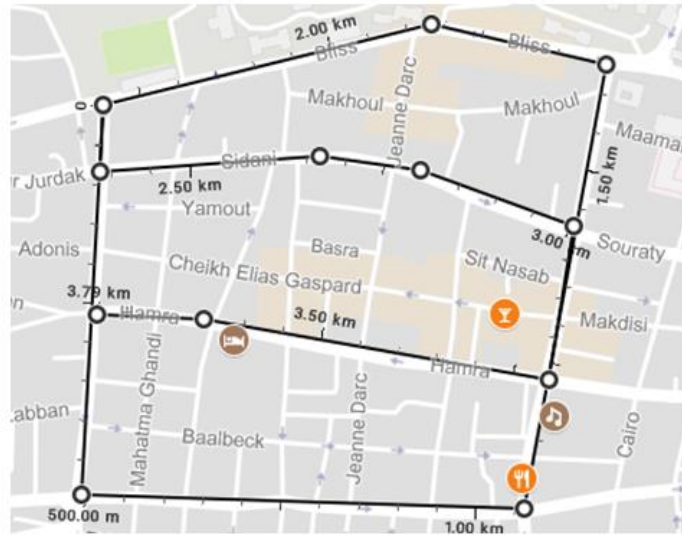 2.00 km
Bliss
Bliss
0
Makhoul
Makhoul
Jeanne Darc
Maama
1.50 km
Sidani
ır Jurdak
2.50 km
Yamout
3.00 km
Souraty
Adonis
Basra
Sit Nasab
Cheikh Elias Gaspard
3.79 km
Hamra
3.50 km
Makdisi
Hamra
Mahatma Ghandi
Jeanne Darc
Cairo
Labban
Baalbeck
500.00 m
1.00 km